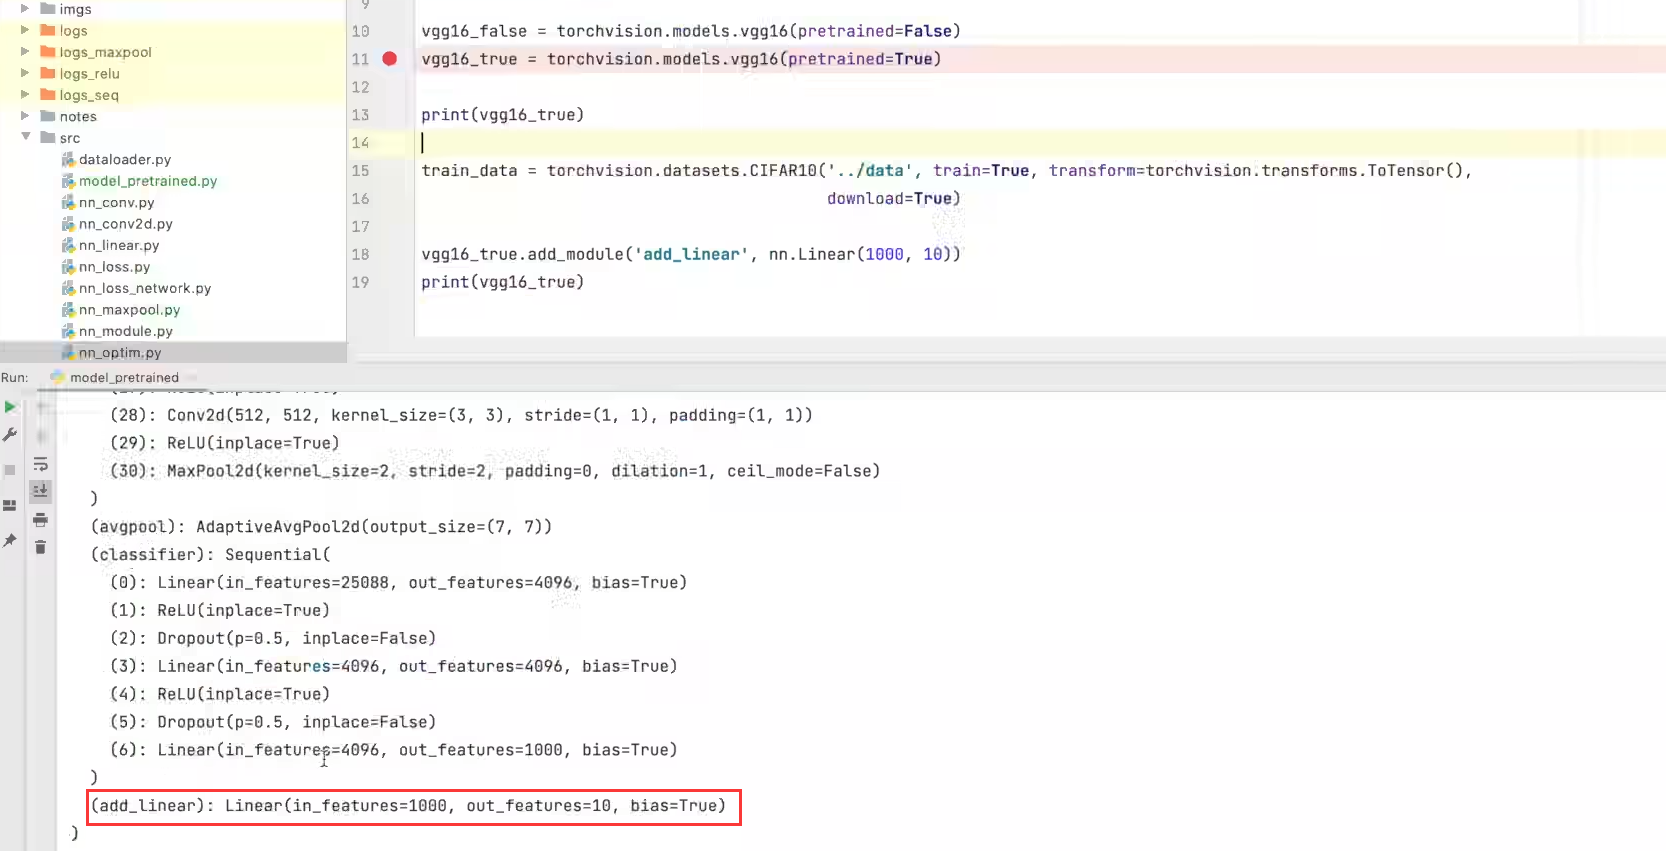 imgs
logs
logs_maxpool
logs_relu
logs_seq
notes
src
dataloader.py
model_pretrained.py
nn_conv.py
nn_conv2d.py
nn_linear.py
nn_loss.py
nn_loss_network.py
nn_maxpool.py
nn_module.py
nn_optim.py
9
10 vgg16_false = torchvision.models.vgg16(pretrained=False)
11 vgg16_true = torchvision.models.vgg16(pretrained=True)
12
13 print(vgg16_true)
14
15 train_data = torchvision.datasets.CIFAR10('../data', train=True, transform=torchvision.transforms.ToTensor(),
16 download=True)
17
18 vgg16_true.add_module('add_linear', nn.Linear(1000, 10))
19 print(vgg16_true)
Run: model_pretrained
(28): Conv2d(512, 512, kernel_size=(3, 3), stride=(1, 1), padding=(1, 1))
(29): ReLU(inplace=True)
(30): MaxPool2d(kernel_size=2, stride=2, padding=0, dilation=1, ceil_mode=False)
)
(avgpool): AdaptiveAvgPool2d(output_size=(7, 7))
(classifier): Sequential(
(0): Linear(in_features=25088, out_features=4096, bias=True)
(1): ReLU(inplace=True)
(2): Dropout(p=0.5, inplace=False)
(3): Linear(in_features=4096, out_features=4096, bias=True)
(4): ReLU(inplace=True)
(5): Dropout(p=0.5, inplace=False)
(6): Linear(in_features=4096, out_features=1000, bias=True)
)
(add_linear): Linear(in_features=1000, out_features=10, bias=True)
)